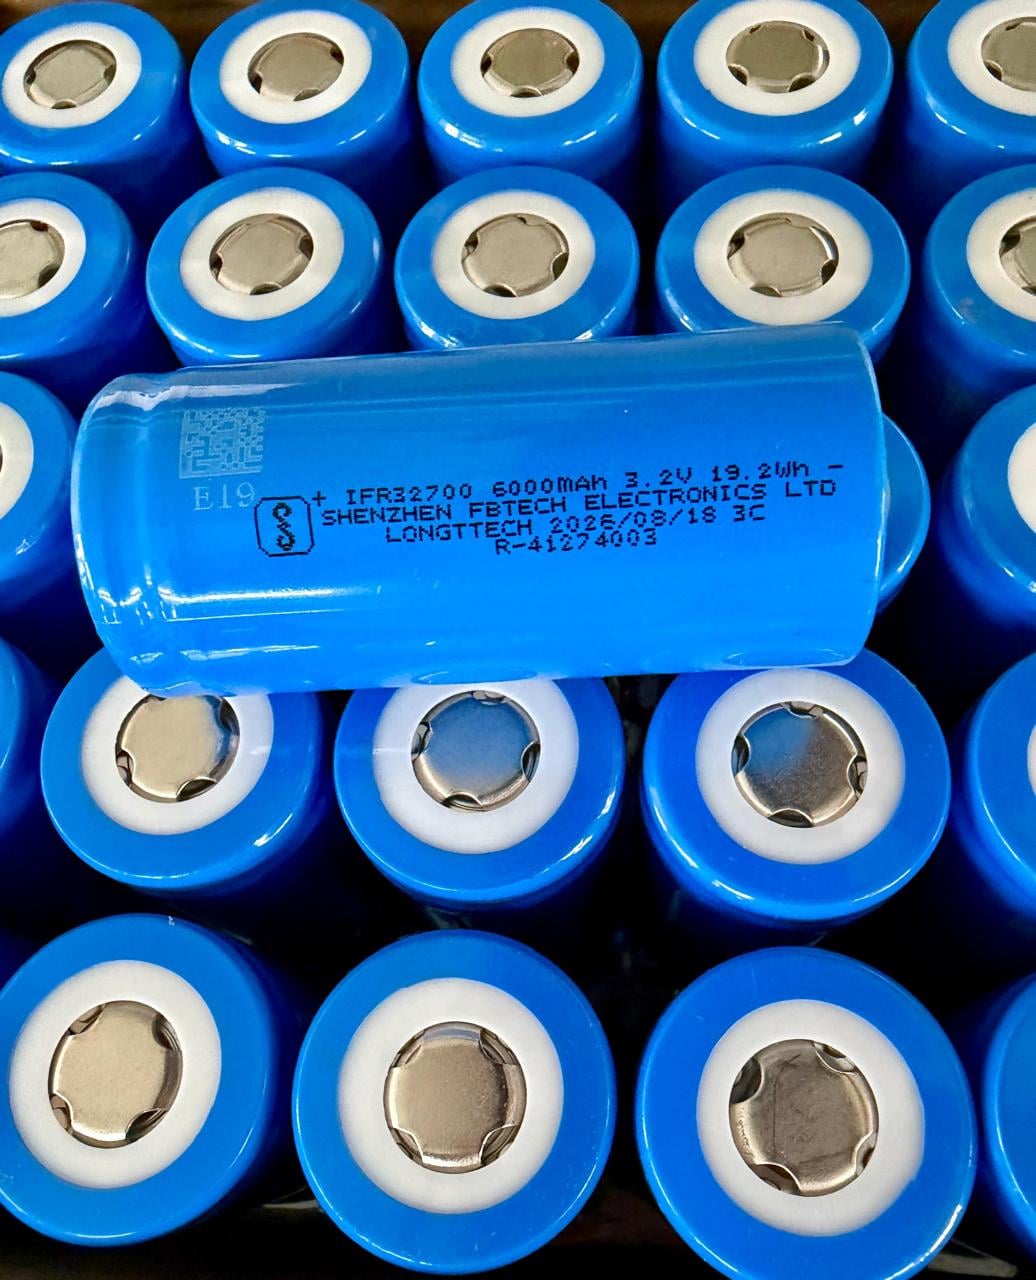 E19
+ IFR32700 6000mAh 3.2V 19.2Wh -
SHENZHEN FBTECH ELECTRONICS LTD
LONGTTECH 2026/08/18 3C
R-41274003